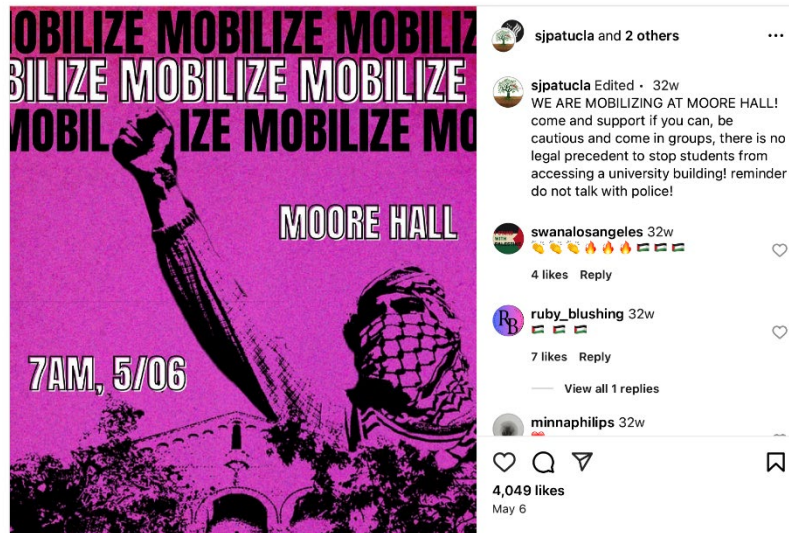 OBILIZE MOBILIZE MOBILIZ
BILIZE MOBILIZE MOBILIZE
MOBIL IZE MOBILIZE MO
MOORE HALL
7AM, 5/06
sjpatucla and 2 others
sjpatucla Edited · 32w
WE ARE MOBILIZING AT MOORE HALL!
come and support if you can, be
cautious and come in groups, there is no
legal precedent to stop students from
accessing a university building! reminder
do not talk with police!
swanalosangeles 32w
👏👏👏🔥🔥🔥🇵🇸🇵🇸🇵🇸
4 likes Reply
RB
ruby_blushing 32w
🇵🇸🇵🇸🇵🇸
7 likes Reply
View all 1 replies
minnaphilips 32w
4,049 likes
May 6